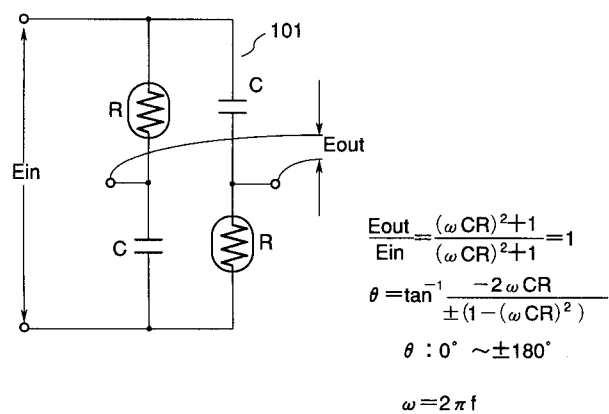 101
C
R
Eout
Ein
C
R
Eout/Ein = (ωCR)²+1/(ωCR)²+1 = 1
θ = tan⁻¹ −2ωCR/±(1−(ωCR)²)
θ : 0° ~±180°
ω = 2πf